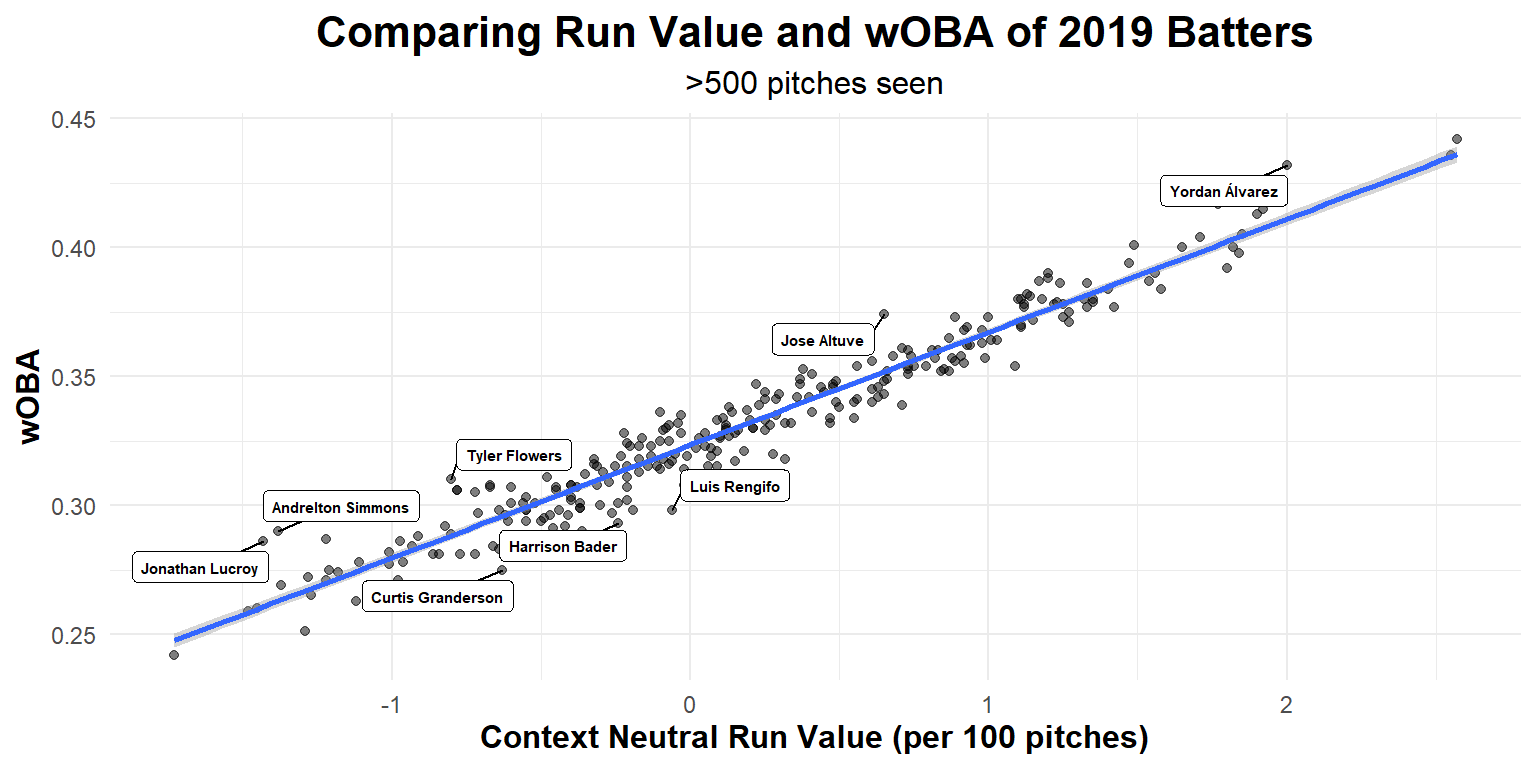 Comparing Run Value and wOBA of 2019 Batters
>500 pitches seen
0.45
Yordan Álvarez
0.40
Jose Altuve
0.35
wOBA
Tyler Flowers
Luis Rengifo
0.30
Andrelton Simmons
Harrison Bader
Jonathan Lucroy
Curtis Granderson
0.25
-1 0 1 2
Context Neutral Run Value (per 100 pitches)